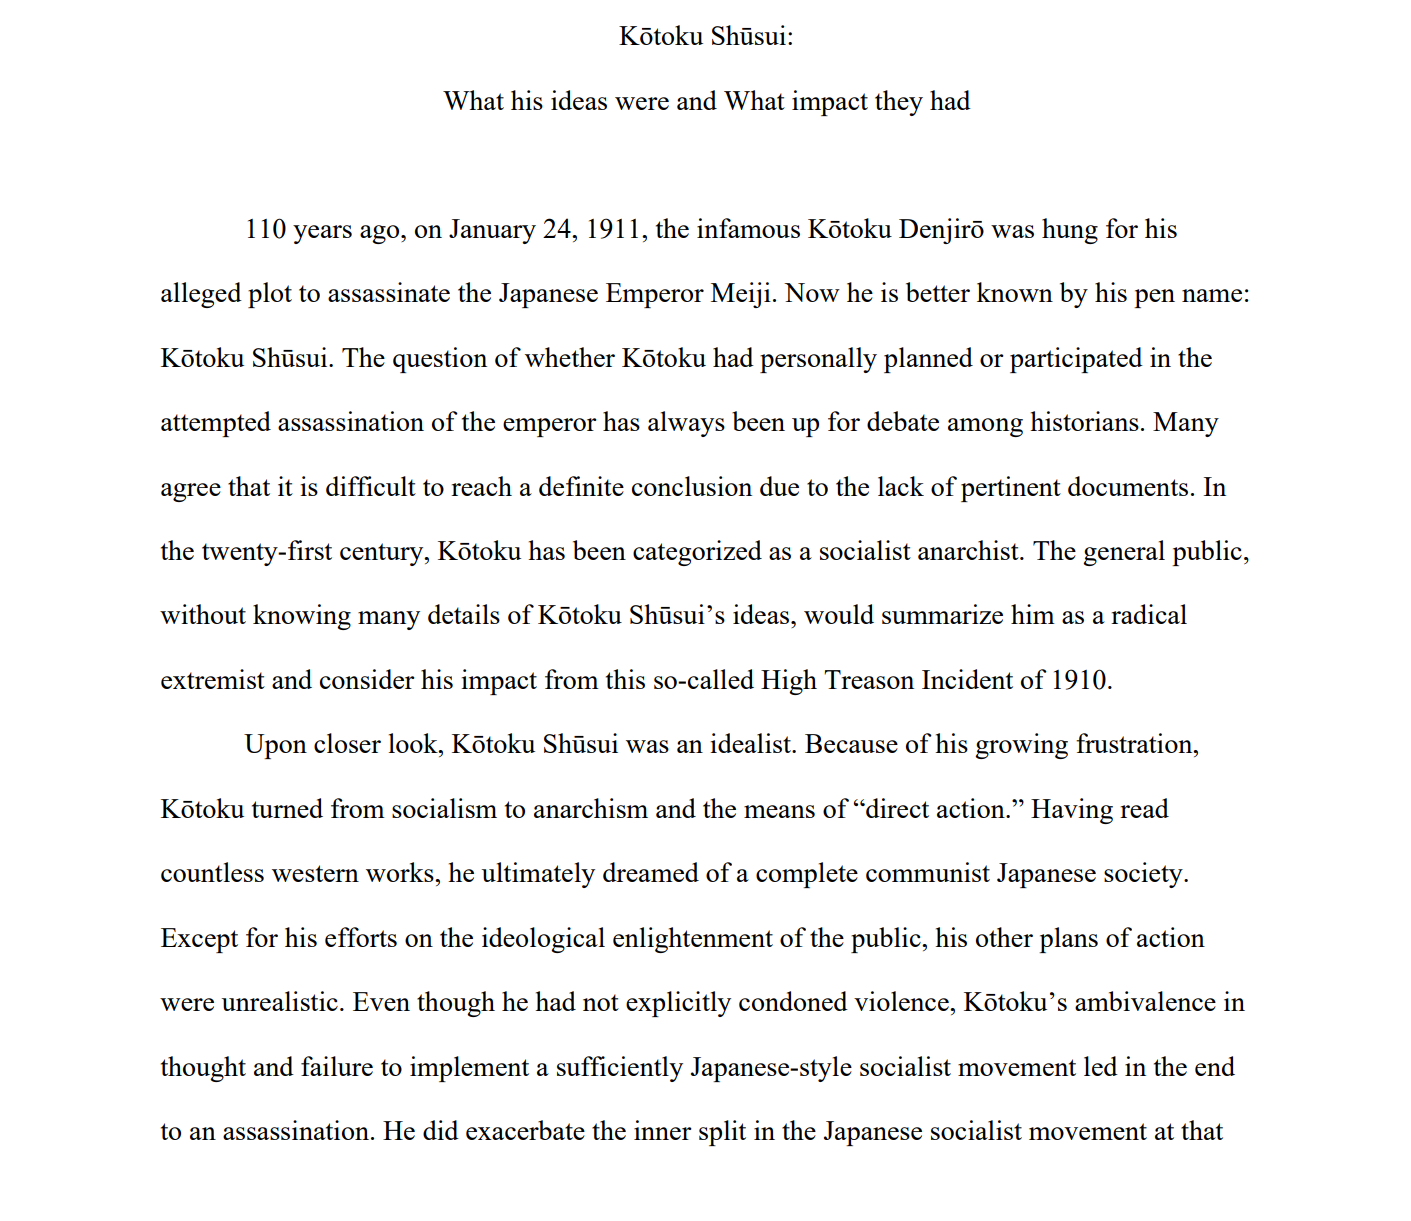 Kōtoku Shūsui:
What his ideas were and What impact they had
110 years ago, on January 24, 1911, the infamous Kōtoku Denjirō was hung for his
alleged plot to assassinate the Japanese Emperor Meiji. Now he is better known by his pen name:
Kōtoku Shūsui. The question of whether Kōtoku had personally planned or participated in the
attempted assassination of the emperor has always been up for debate among historians. Many
agree that it is difficult to reach a definite conclusion due to the lack of pertinent documents. In
the twenty-first century, Kōtoku has been categorized as a socialist anarchist. The general public,
without knowing many details of Kōtoku Shūsui’s ideas, would summarize him as a radical
extremist and consider his impact from this so-called High Treason Incident of 1910.
Upon closer look, Kōtoku Shūsui was an idealist. Because of his growing frustration,
Kōtoku turned from socialism to anarchism and the means of “direct action.” Having read
countless western works, he ultimately dreamed of a complete communist Japanese society.
Except for his efforts on the ideological enlightenment of the public, his other plans of action
were unrealistic. Even though he had not explicitly condoned violence, Kōtoku’s ambivalence in
thought and failure to implement a sufficiently Japanese-style socialist movement led in the end
to an assassination. He did exacerbate the inner split in the Japanese socialist movement at that